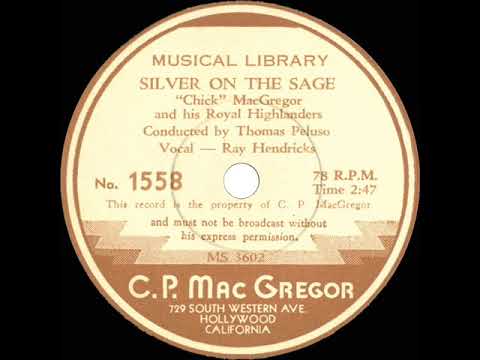 MUSICAL LIBRARY
SILVER ON THE SAGE
"Chick" MacGregor
and his Royal Highlanders
Conducted by Thomas Peluso
Vocal — Ray Hendricks
No. 1558
78 R.P.M.
Time 2:47
This record is the property of C. P. MacGregor
and must not be broadcast without
his express permission.
MS 3602
C.P. MAC GREGOR
729 SOUTH WESTERN AVE.
HOLLYWOOD
CALIFORNIA